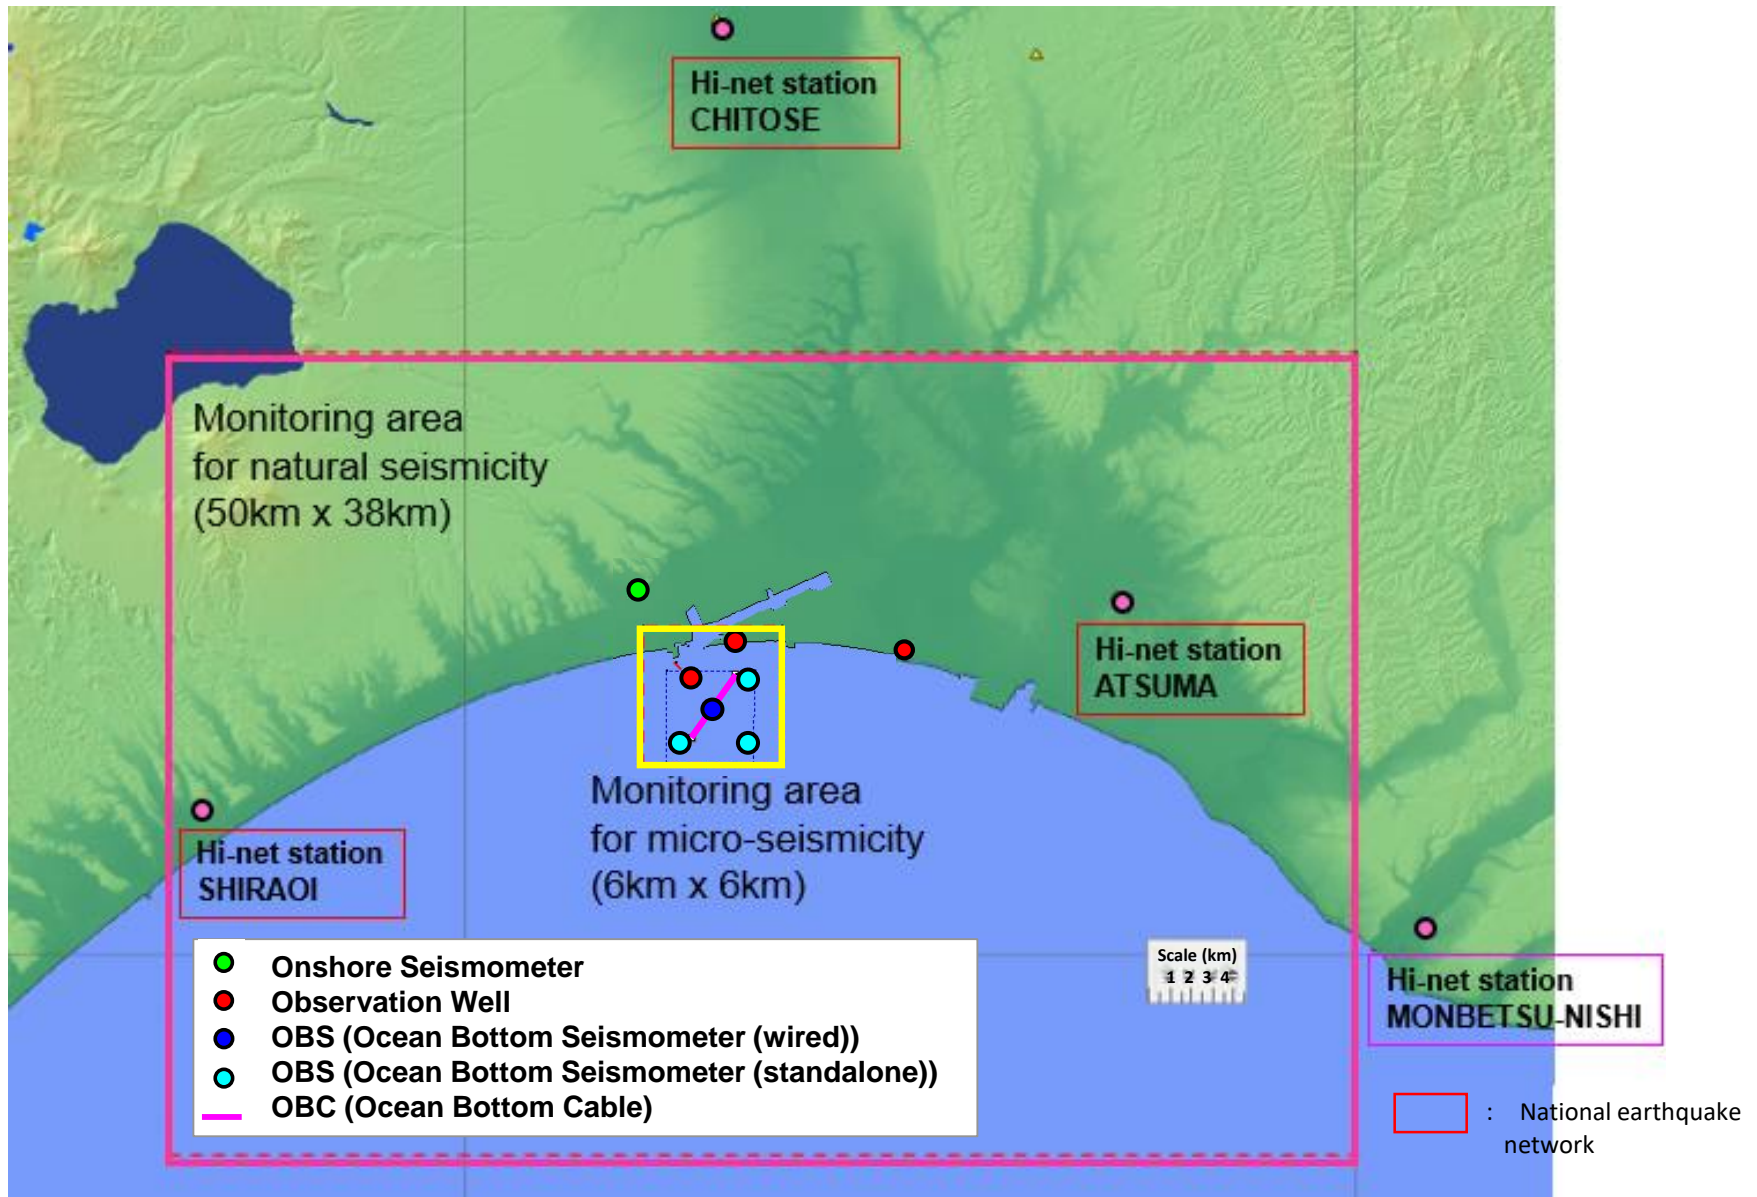 Hi-net station
CHITOSE
Monitoring area
for natural seismicity
(50km x 38km)
Hi-net station
ATSUMA
Monitoring area
for micro-seismicity
(6km x 6km)
Hi-net station
SHIRAOI
Onshore Seismometer
Observation Well
OBS (Ocean Bottom Seismometer (wired))
OBS (Ocean Bottom Seismometer (standalone))
OBC (Ocean Bottom Cable)
Scale (km)
1 2 3 4
Hi-net station
MONBETSU-NISHI
: National earthquake
network